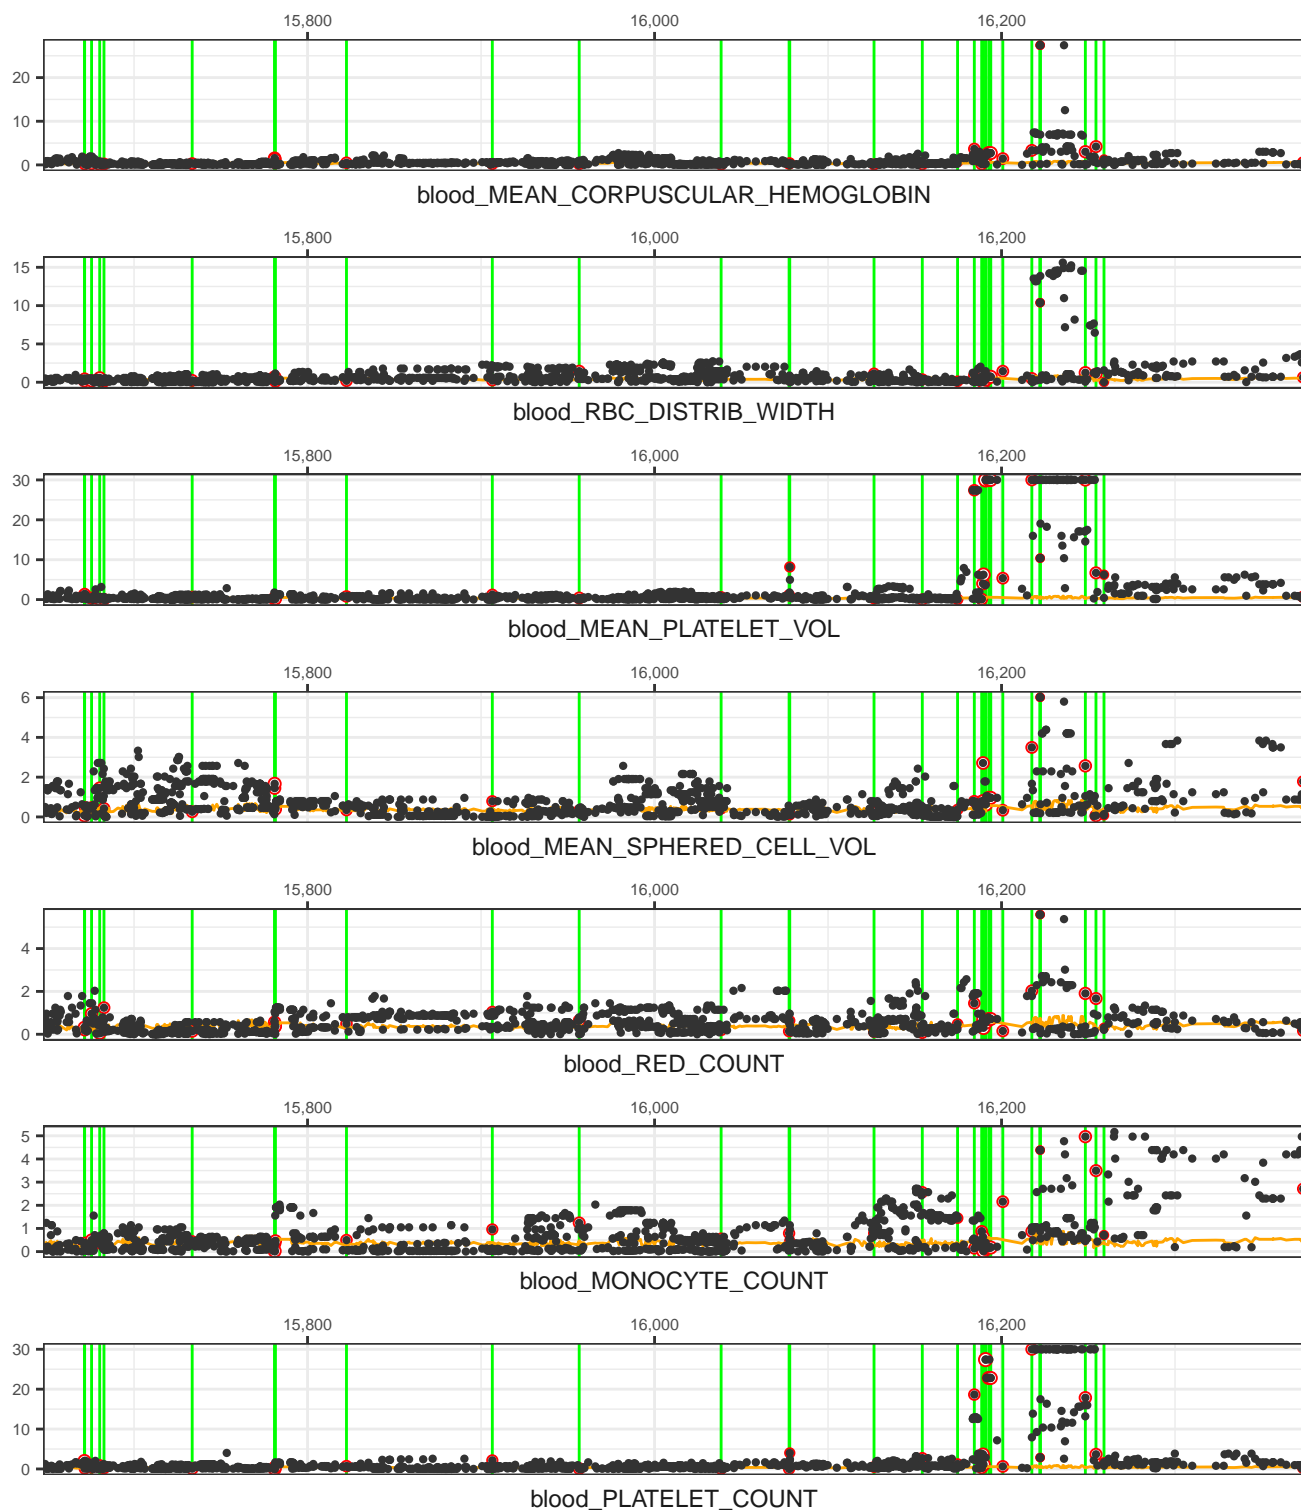 15,800 16,000 16,200
20
10
0
blood_MEAN_CORPUSCULAR_HEMOGLOBIN
15,800 16,000 16,200
15
10
5
0
blood_RBC_DISTRIB_WIDTH
15,800 16,000 16,200
30
20
10
0
blood_MEAN_PLATELET_VOL
15,800 16,000 16,200
6
4
2
0
blood_MEAN_SPHERED_CELL_VOL
15,800 16,000 16,200
4
2
0
blood_RED_COUNT
15,800 16,000 16,200
5
4
3
2
1
0
blood_MONOCYTE_COUNT
15,800 16,000 16,200
30
20
10
0
blood_PLATELET_COUNT